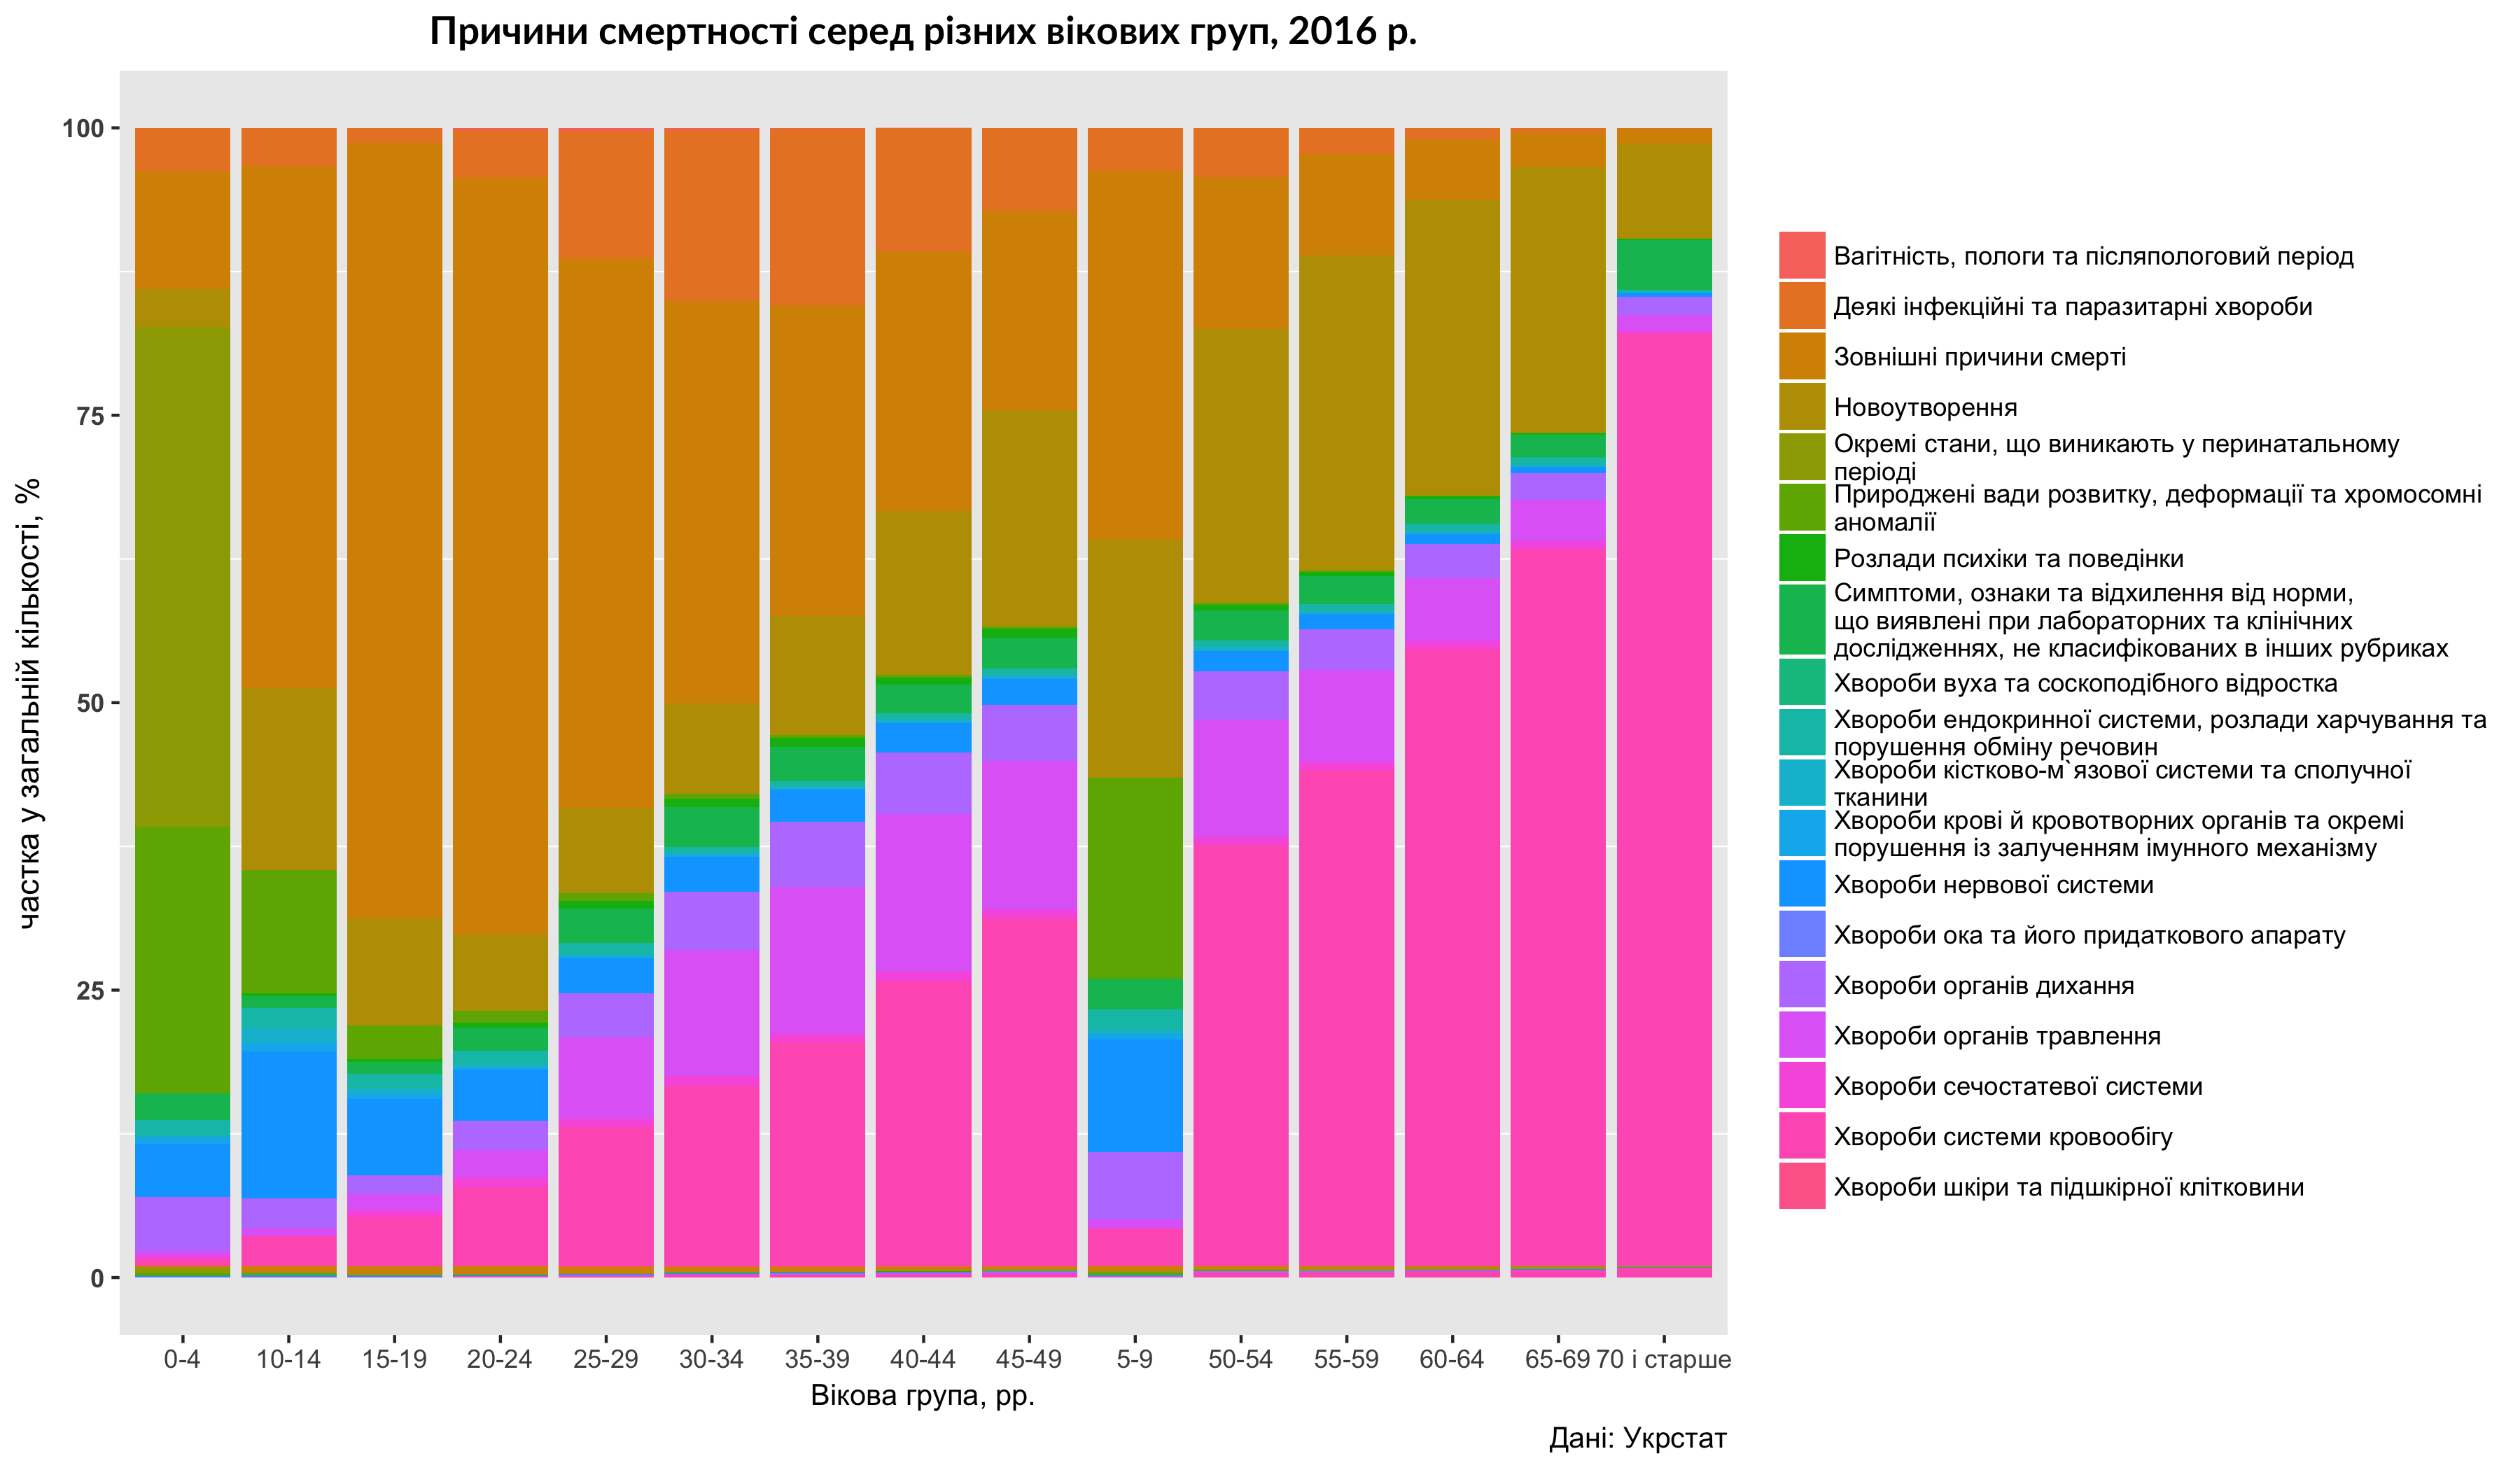 Причини смертності серед різних вікових груп, 2016 р.
частка у загальній кількості, %
100
75
50
25
0
0-4
10-14
15-19
20-24
25-29
30-34
35-39
40-44
45-49
5-9
50-54
55-59
60-64
65-69
70 і старше
Вікова група, рр.
Дані: Укрстат
Вагітність, пологи та післяпологовий період
Деякі інфекційні та паразитарні хвороби
Зовнішні причини смерті
Новоутворення
Окремі стани, що виникають у перинатальному
періоді
Природжені вади розвитку, деформації та хромосомні
аномалії
Розлади психіки та поведінки
Симптоми, ознаки та відхилення від норми,
що виявлені при лабораторних та клінічних
дослідженнях, не класифікованих в інших рубриках
Хвороби вуха та соскоподібного відростка
Хвороби ендокринної системи, розлади харчування та
порушення обміну речовин
Хвороби кістково-м`язової системи та сполучної
тканини
Хвороби крові й кровотворних органів та окремі
порушення із залученням імунного механізму
Хвороби нервової системи
Хвороби ока та його придаткового апарату
Хвороби органів дихання
Хвороби органів травлення
Хвороби сечостатевої системи
Хвороби системи кровообігу
Хвороби шкіри та підшкірної клітковини